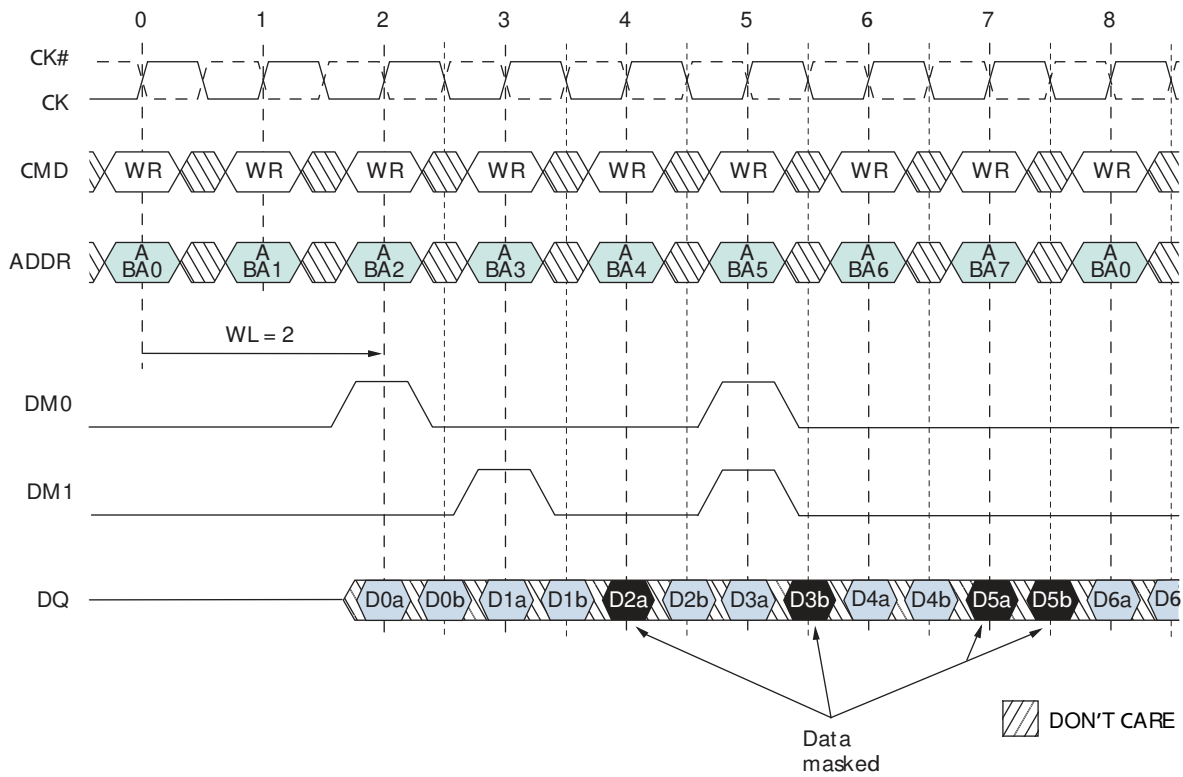 0 1 2 3 4 5 6 7 8
CK#
CK
CMD WR WR WR WR WR WR WR WR WR
ADDR A BA0 A BA1 A BA2 A BA3 A BA4 A BA5 A BA6 A BA7 A BA0
WL = 2
DM0
DM1
DQ D0a D0b D1a D1b D2a D2b D3a D3b D4a D4b D5a D5b D6a D6
DON'T CARE
Data
masked